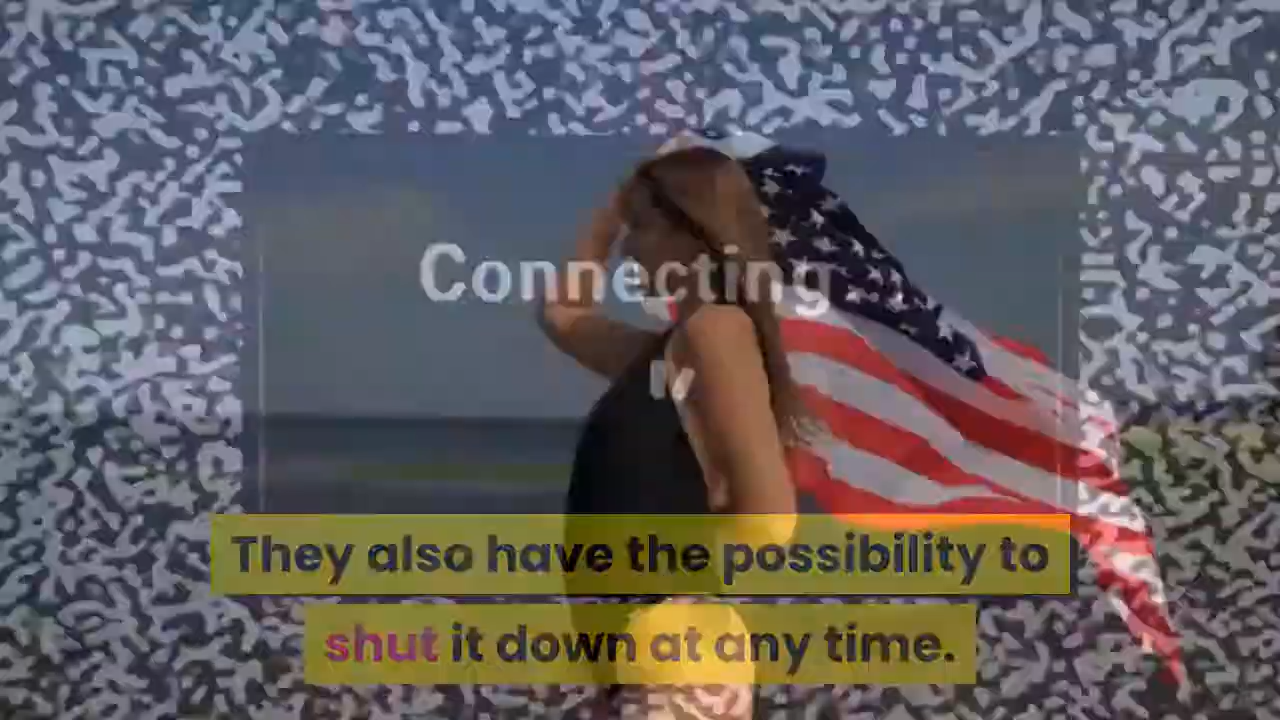 Connecting
They also have the possibility to
shut it down at any time.